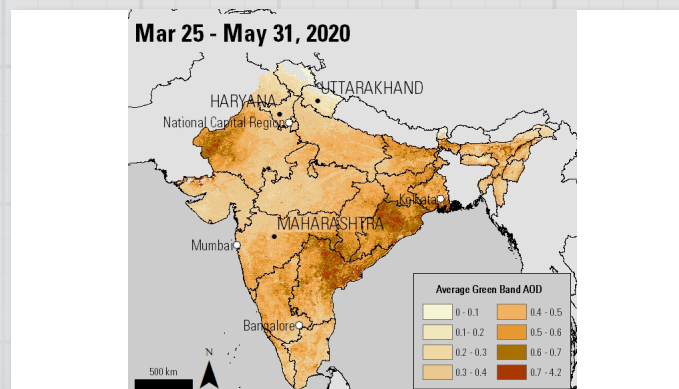 Mar 25 - May 31, 2020
UTTARAKHAND
HARYANA
National Capital Region
Kolkata
MAHARASHTRA
Mumbai
Bangalore
Average Green Band AOD
0 - 0.1
0.4 - 0.5
0.1- 0.2
0.5 - 0.6
0.2 - 0.3
0.6 - 0.7
0.3 - 0.4
0.7 - 4.2
N
500 km